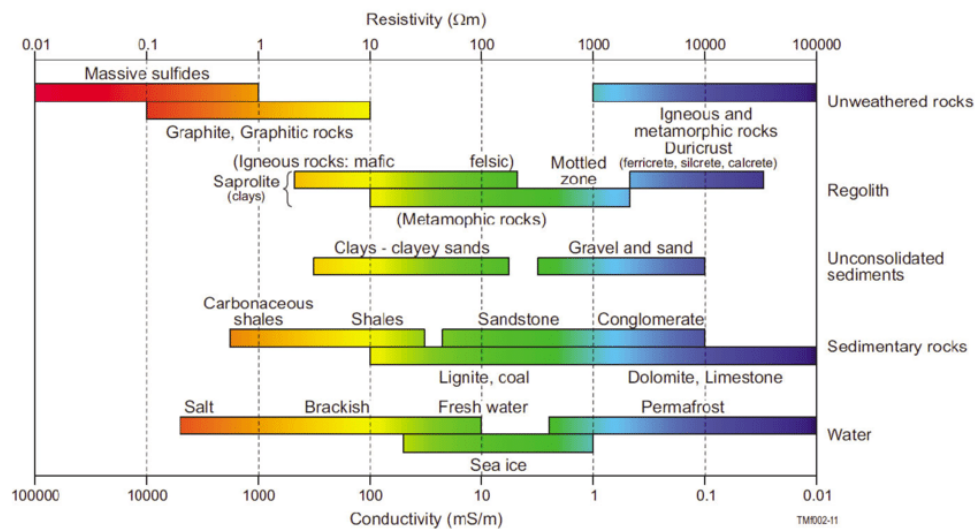 Resistivity (Ωm)
0.01 0.1 1 10 100 1000 10000 100000
Massive sulfides
Graphite, Graphitic rocks
Igneous and
metamorphic rocks
Unweathered rocks
Duricrust
(ferricrete, silcrete, calcrete)
(Igneous rocks: mafic felsic)
Mottled
zone
Saprolite
(clays)
(Metamophic rocks)
Regolith
Clays - clayey sands
Gravel and sand
Unconsolidated
sediments
Carbonaceous
shales
Shales
Sandstone
Conglomerate
Sedimentary rocks
Lignite, coal
Dolomite, Limestone
Salt
Brackish
Fresh water
Permafrost
Water
Sea ice
100000 10000 1000 100 10 1 0.1 0.01
Conductivity (mS/m)
TMf002-11